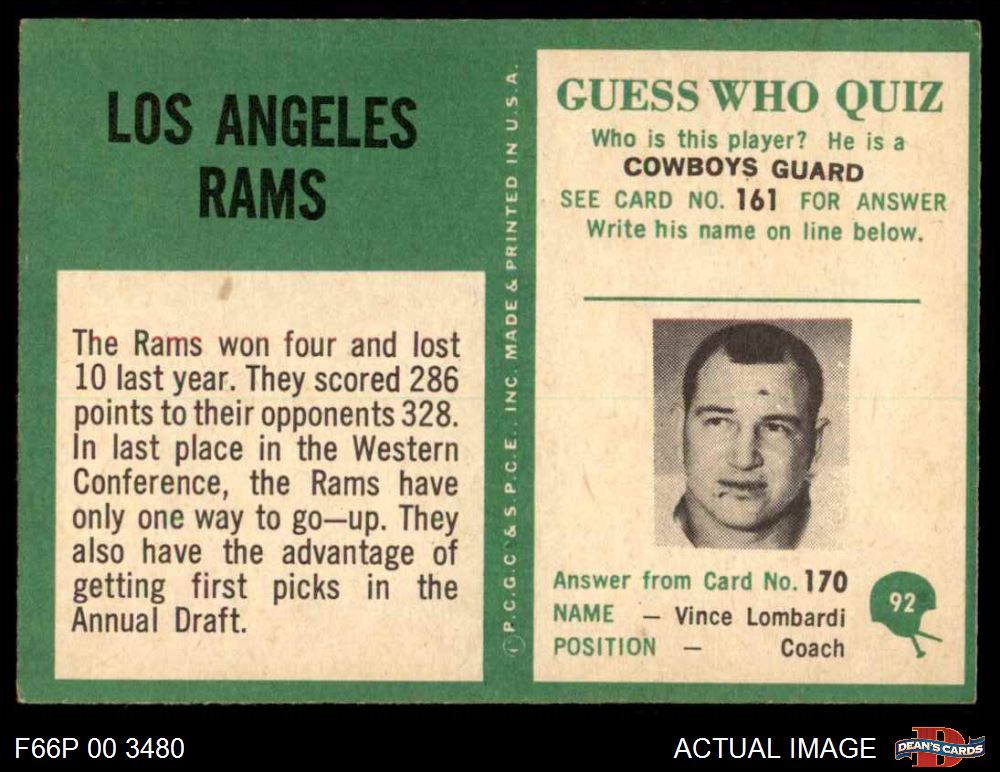 LOS ANGELES
RAMS
The Rams won four and lost
10 last year. They scored 286
points to their opponents 328.
In last place in the Western
Conference, the Rams have
only one way to go—up. They
also have the advantage of
getting first picks in the
Annual Draft.
© P.C.G.C. & S.P.C.E., INC. MADE & PRINTED IN U.S.A.
GUESS WHO QUIZ
Who is this player? He is a
COWBOYS GUARD
SEE CARD NO. 161 FOR ANSWER
Write his name on line below.
Answer from Card No. 170
NAME — Vince Lombardi
POSITION — Coach
92
F66P 00 3480
ACTUAL IMAGE
D
DEAN'S CARDS